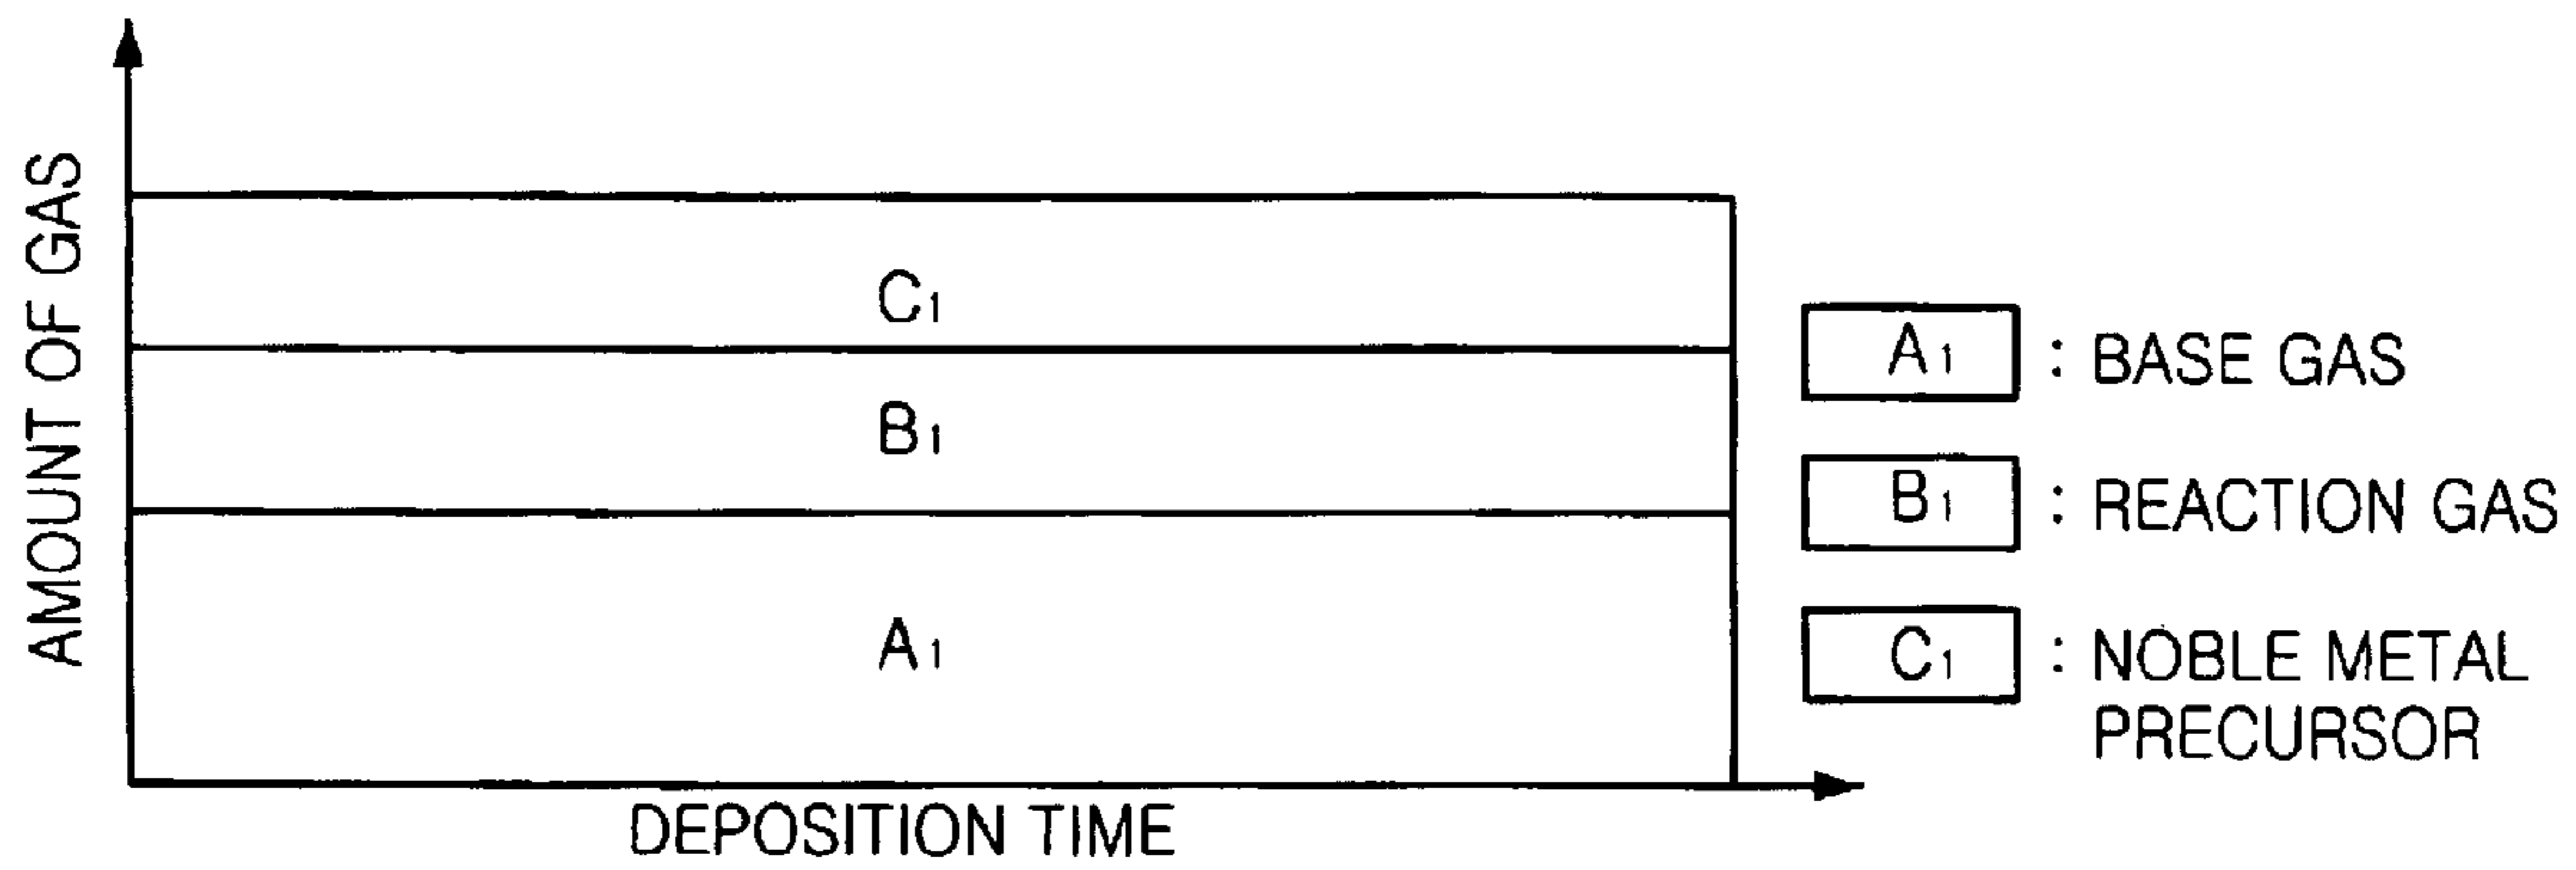 AMOUNT OF GAS
C1
B1
A1
DEPOSITION TIME
A1 : BASE GAS
B1 : REACTION GAS
C1 : NOBLE METAL
PRECURSOR